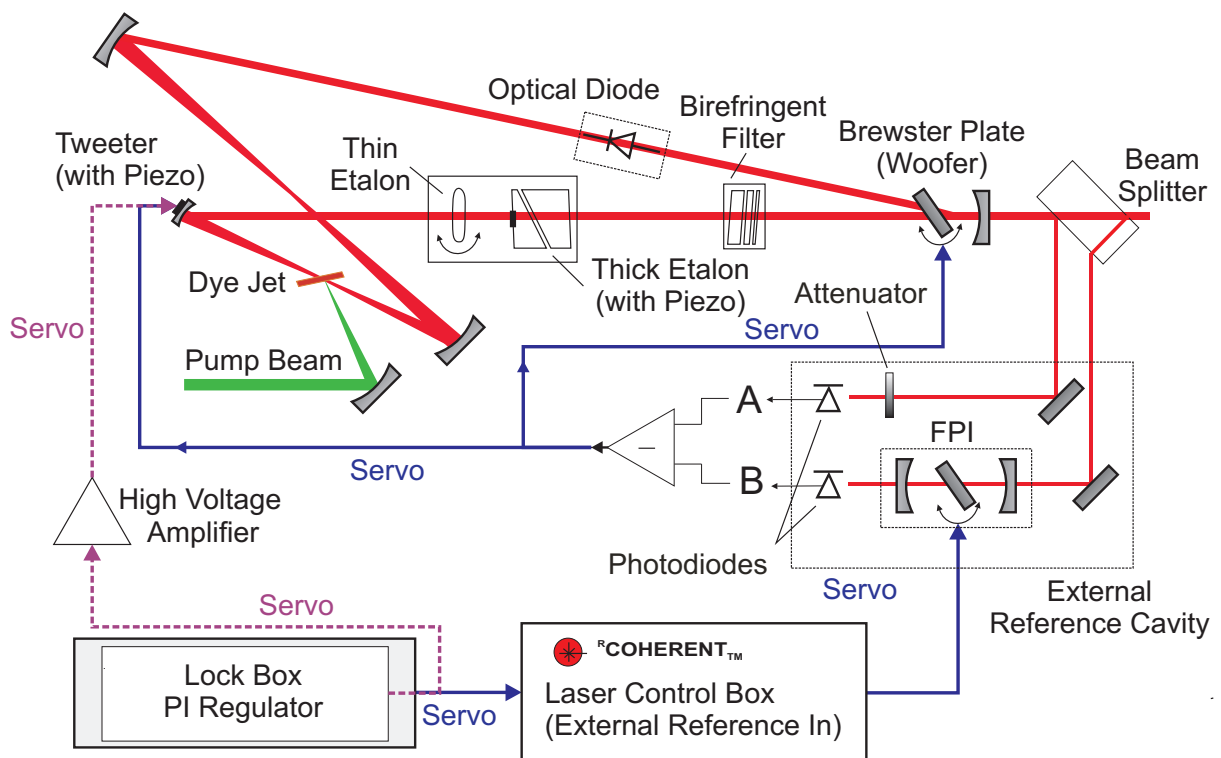 Optical Diode
Birefringent
Filter
Brewster Plate
(Woofer)
Beam
Splitter
Tweeter
(with Piezo)
Thin
Etalon
Thick Etalon
(with Piezo)
Dye Jet
Attenuator
Servo
Servo
Pump Beam
A
FPI
Servo
B
High Voltage
Amplifier
Photodiodes
Servo
External
Reference Cavity
Servo
RCOHERENTTM
Lock Box
PI Regulator
Servo
Laser Control Box
(External Reference In)